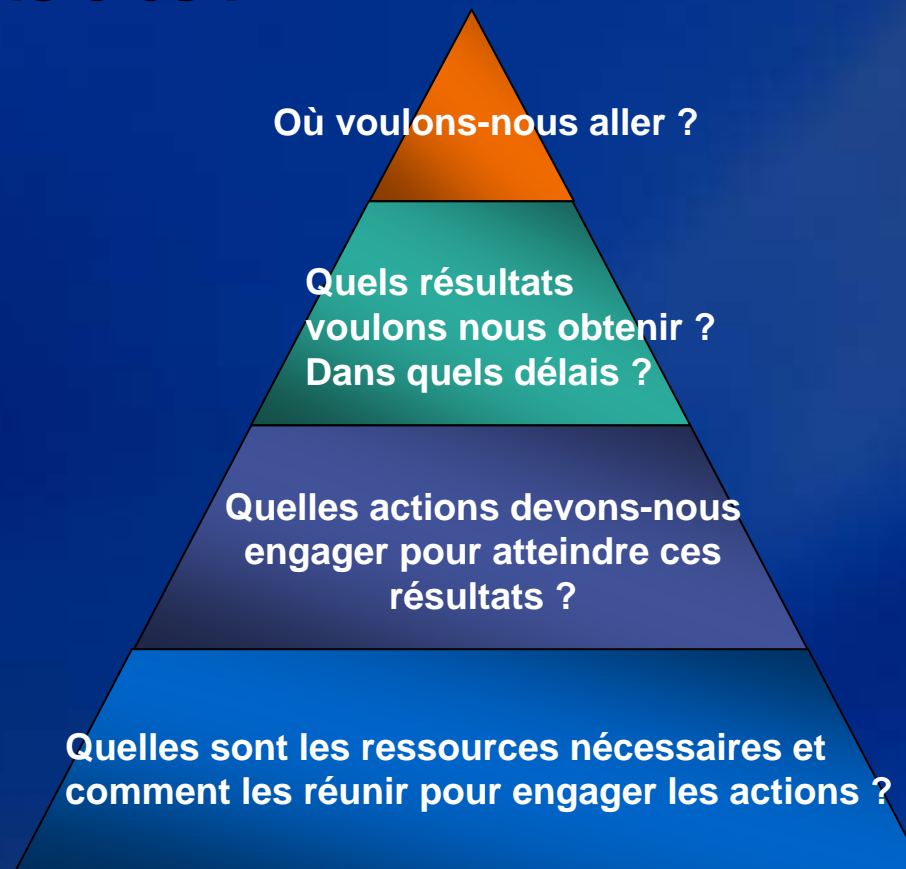 Où voulons-nous aller ?
Quels résultats
voulons nous obtenir ?
Dans quels délais ?
Quelles actions devons-nous
engager pour atteindre ces
résultats ?
Quelles sont les ressources nécessaires et
comment les réunir pour engager les actions ?